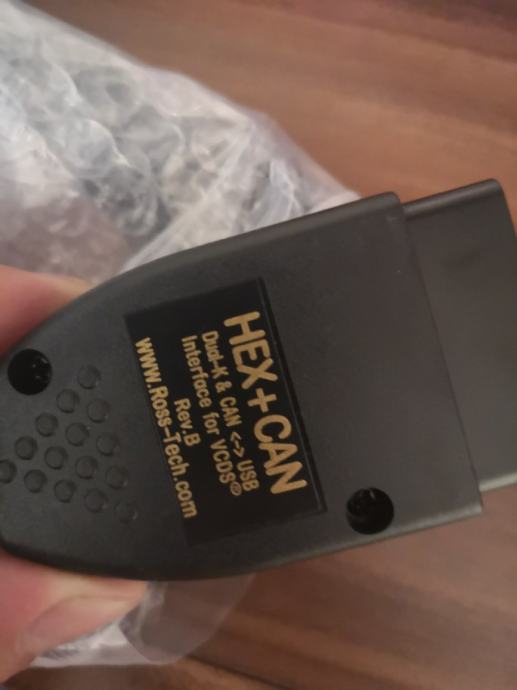 HEX+CAN
Dual-K & CAN <-> USB
Interface for VCDS®
Rev.B
www.Ross-Tech.com